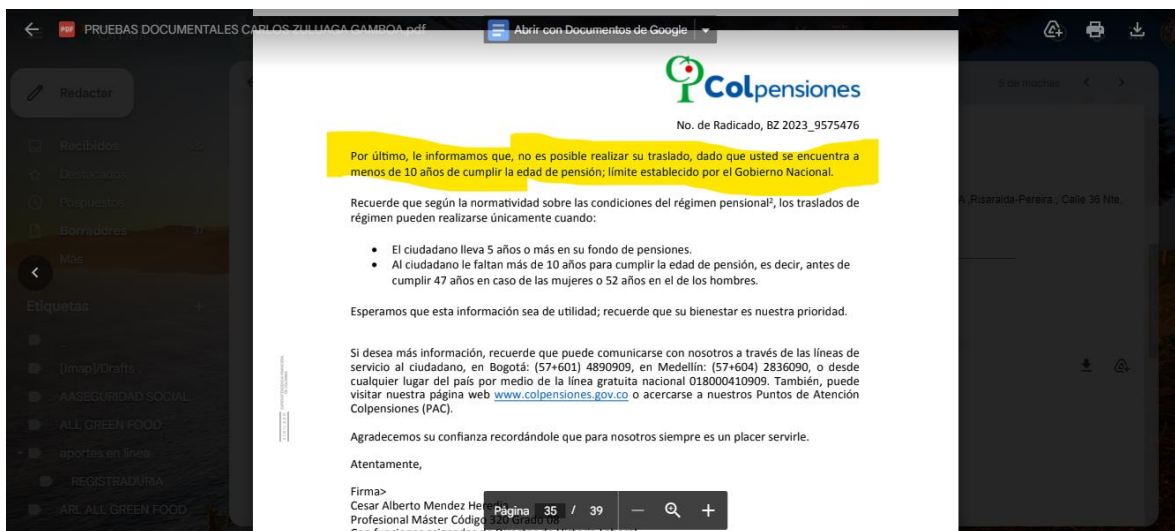 PRUEBAS DOCUMENTALES CARLOS ZULUAGA GAMBOA.pdf
Abrir con Documentos de Google
Redactar
5 de muchas
Recibidos
Destacados
Pospuestos
Borradores
Más
Etiquetas
[Imap]/Drafts
AASEGURIDAD SOCIAL
ALL GREEN FOOD
aportes en línea
REGISTRADURIA
ARL ALL GREEN FOOD
Colpensiones
No. de Radicado, BZ 2023_9575476
Por último, le informamos que, no es posible realizar su traslado, dado que usted se encuentra a
menos de 10 años de cumplir la edad de pensión; límite establecido por el Gobierno Nacional.
Recuerde que según la normatividad sobre las condiciones del régimen pensional², los traslados de
régimen pueden realizarse únicamente cuando:
• El ciudadano lleva 5 años o más en su fondo de pensiones.
• Al ciudadano le faltan más de 10 años para cumplir la edad de pensión, es decir, antes de
cumplir 47 años en caso de las mujeres o 52 años en el de los hombres.
Esperamos que esta información sea de utilidad; recuerde que su bienestar es nuestra prioridad.
Si desea más información, recuerde que puede comunicarse con nosotros a través de las líneas de
servicio al ciudadano, en Bogotá: (57+601) 4890909, en Medellín: (57+604) 2836090, o desde
cualquier lugar del país por medio de la línea gratuita nacional 018000410909. También, puede
visitar nuestra página web www.colpensiones.gov.co o acercarse a nuestros Puntos de Atención
Colpensiones (PAC).
Agradecemos su confianza recordándole que para nosotros siempre es un placer servirle.
Atentamente,
Firma>
Cesar Alberto Mendez Heredia
Profesional Máster Código 320 Grado 08
Página 35 / 39
,Risaralda-Pereira., Calle 36 Nte,